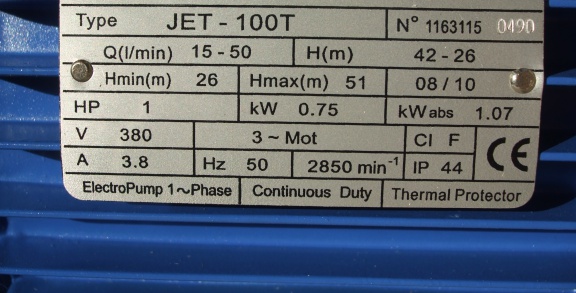 Type JET - 100T N° 1163115 0490
Q(l/min) 15 - 50 H(m) 42 - 26
Hmin(m) 26 Hmax(m) 51 08 / 10
HP 1 kW 0.75 kW abs 1.07
V 380 3 ~ Mot Cl F CE
A 3.8 Hz 50 2850 min⁻¹ IP 44
ElectroPump 1~Phase Continuous Duty Thermal Protector